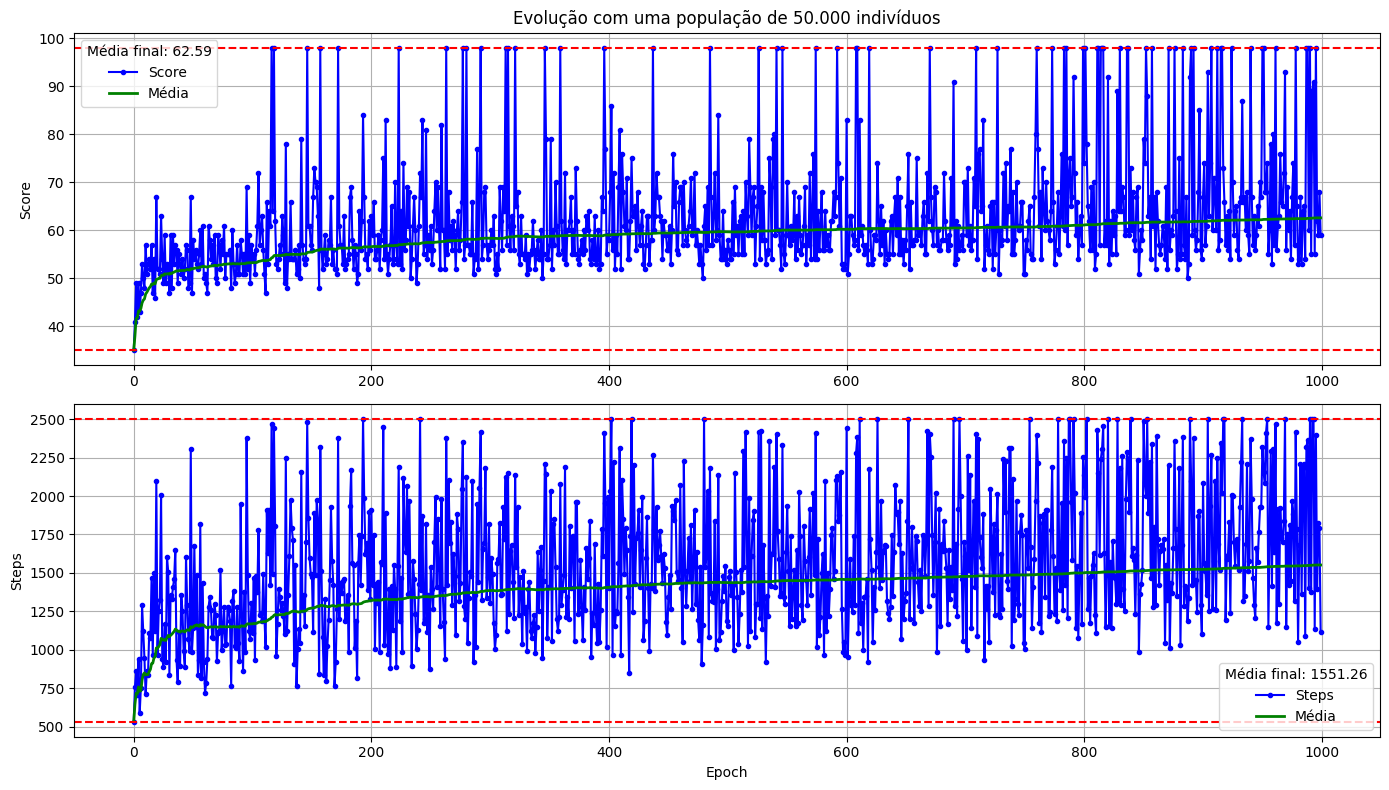 Evolução com uma população de 50.000 indivíduos
100
90
80
70
60
50
40
Score
Média final: 62.59
Score
Média
0
200
400
600
800
1000
2500
2250
2000
1750
1500
1250
1000
750
500
Steps
Média final: 1551.26
Steps
Média
0
200
400
600
800
1000
Epoch